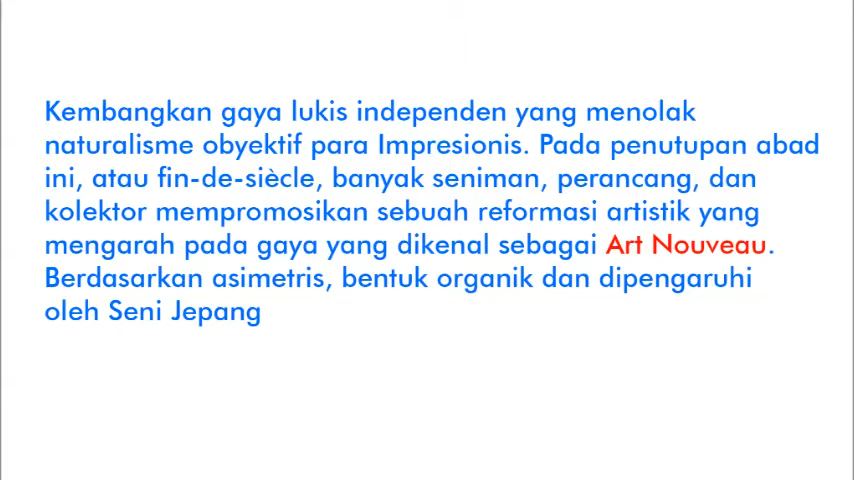 Kembangkan gaya lukis independen yang menolak
naturalisme obyektif para Impresionis. Pada penutupan abad
ini, atau fin-de-siècle, banyak seniman, perancang, dan
kolektor mempromosikan sebuah reformasi artistik yang
mengarah pada gaya yang dikenal sebagai Art Nouveau.
Berdasarkan asimetris, bentuk organik dan dipengaruhi
oleh Seni Jepang